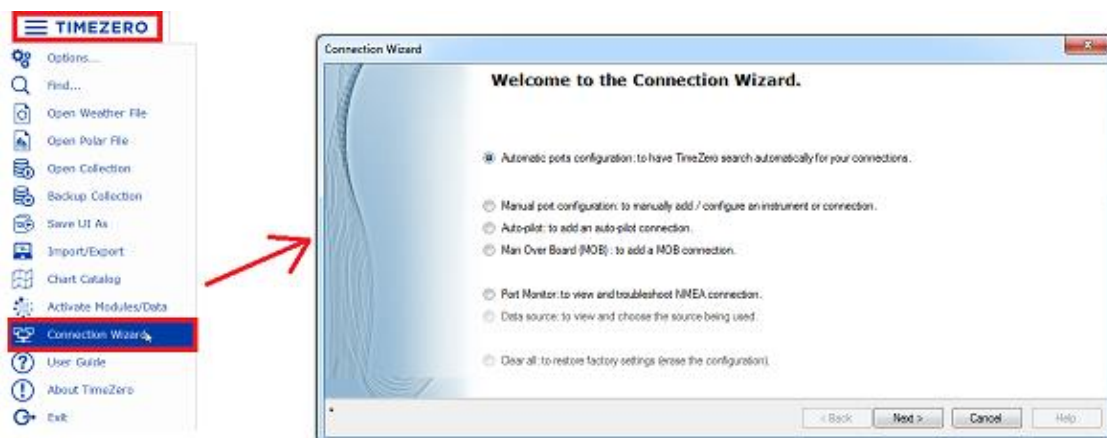 TIMEZERO
Options...
Find...
Open Weather File
Open Polar File
Open Collection
Backup Collection
Save UI As
Import/Export
Chart Catalog
Activate Modules/Data
Connection Wizard
User Guide
About TimeZero
Exit
Connection Wizard
Welcome to the Connection Wizard.
Automatic ports configuration: to have TimeZero search automatically for your connections.
Manual port configuration: to manually add / configure an instrument or connection.
Auto-pilot: to add an auto-pilot connection.
Man Over Board (MOB) : to add a MOB connection.
Port Monitor: to view and troubleshoot NMEA connection.
Data source: to view and choose the source being used.
Clear all: to restore factory settings (erase the configuration).
< Back Next > Cancel Help